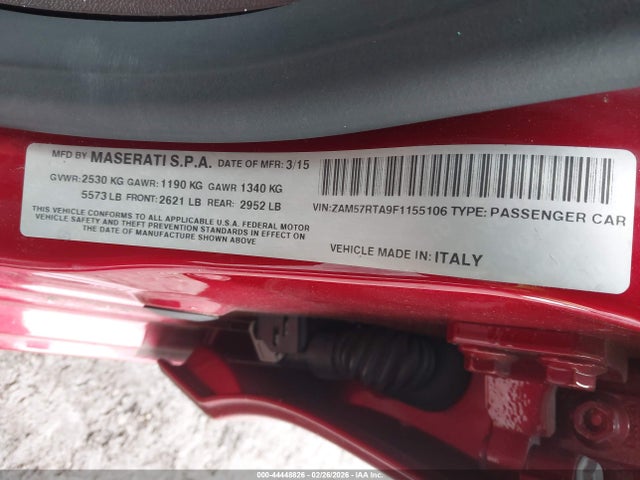 MFD BY MASERATI S.P.A. DATE OF MFR: 3/15
GVWR: 2530 KG GAWR: 1190 KG GAWR 1340 KG
5573 LB FRONT: 2621 LB REAR: 2952 LB
THIS VEHICLE CONFORMS TO ALL APPLICABLE U.S.A. FEDERAL MOTOR
VEHICLE SAFETY AND THEFT PREVENTION STANDARDS IN EFFECT ON
THE DATE OF MANUFACTURE SHOWN ABOVE
VIN: ZAM57RTA9F1155106 TYPE: PASSENGER CAR
VEHICLE MADE IN: ITALY
000-44448826 02/26/2026 IAA HOLDINGS, LLC